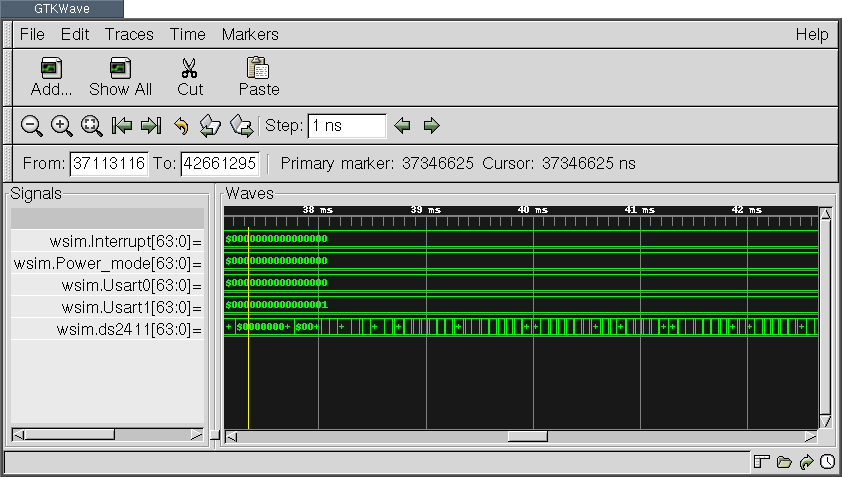 GTKWave
File Edit Traces Time Markers Help
Add... Show All Cut Paste
Step: 1 ns
From: 37113116 To: 42661295 Primary marker: 37346625 Cursor: 37346625 ns
Signals Waves
38 ms 39 ms 40 ms 41 ms 42 ms
wsim.Interrupt[63:0]= $0000000000000000
wsim.Power_mode[63:0]= $0000000000000000
wsim.Usart0[63:0]= $0000000000000000
wsim.Usart1[63:0]= $0000000000000001
wsim.ds2411[63:0]= + $0000000+ $00+ + + + + + + + + + + + +